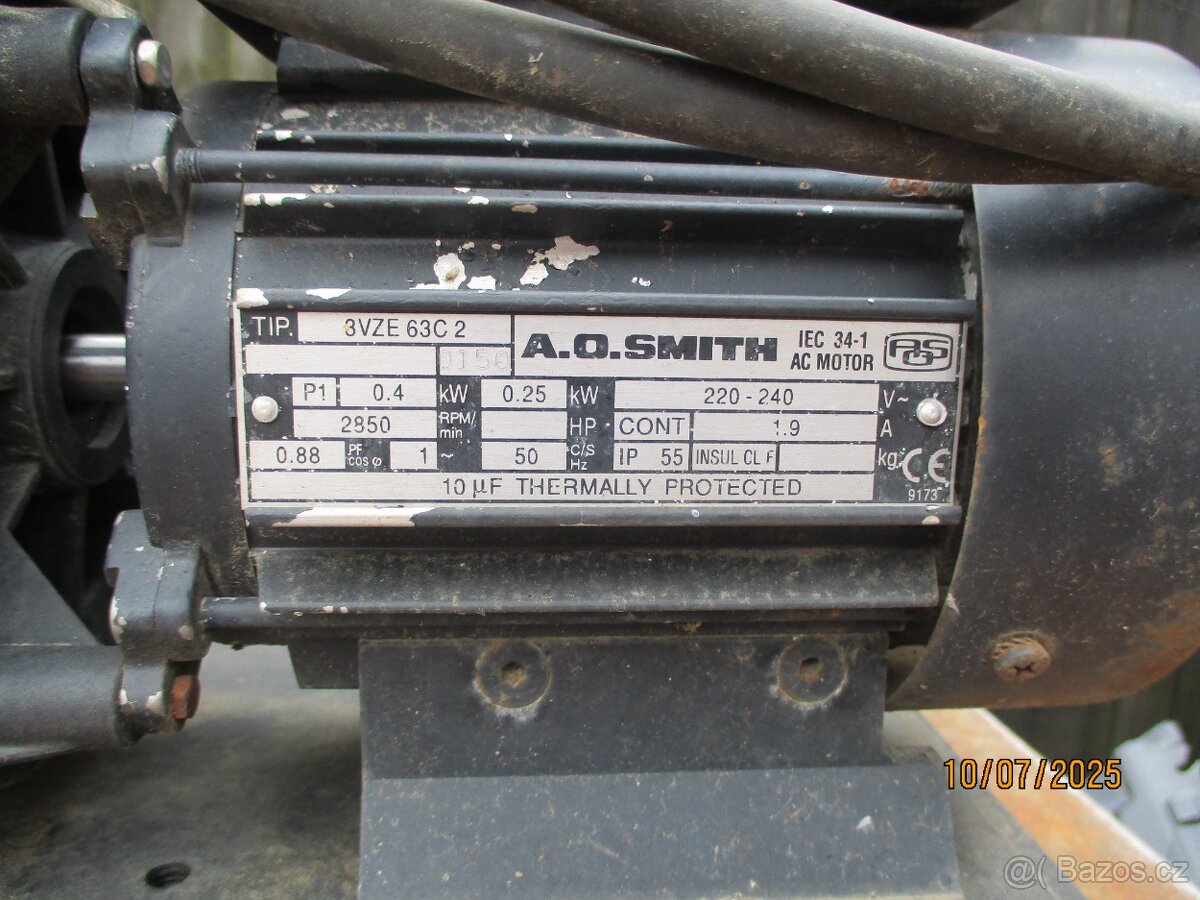 TIP. 8VZE 63C 2 A.O.SMITH IEC 34-1
0150 AC MOTOR
P1 0.4 kW 0.25 kW 220 - 240 V~
2850 RPM/min HP CONT 1.9 A
0.88 PF COS φ 1 ~ 50 C/S Hz IP 55 INSUL CL F kg CE
10 µF THERMALLY PROTECTED 9173
10/07/2025
@( Bazos.cz